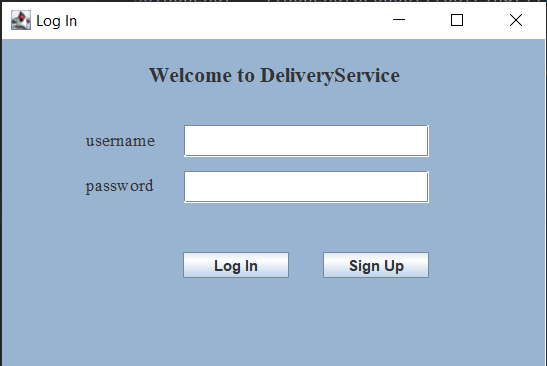 Log In
Welcome to DeliveryService
username
password
Log In Sign Up